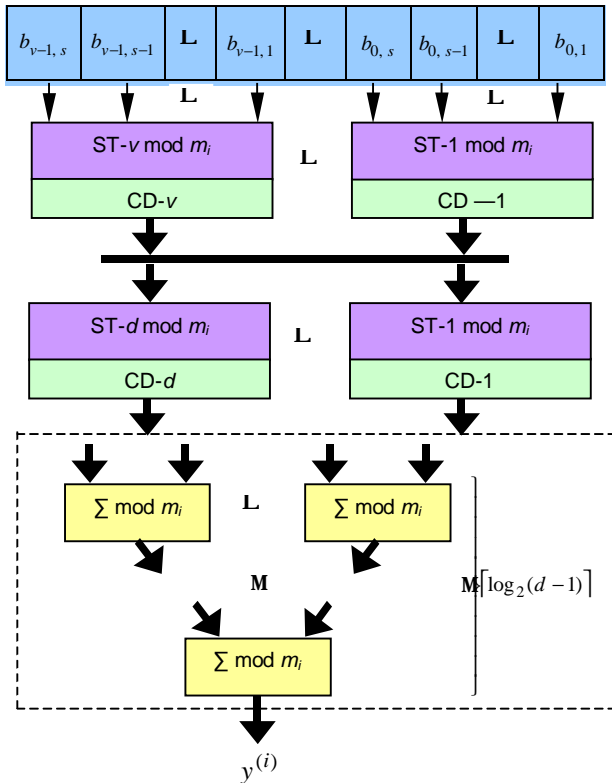 b_{v−1, s} b_{v−1, s−1} L b_{v−1, 1} L b_{0, s} b_{0, s−1} L b_{0, 1}
L L
ST-v mod m_i L ST-1 mod m_i
CD-v CD —1
ST-d mod m_i L ST-1 mod m_i
CD-d CD-1
∑ mod m_i L ∑ mod m_i
M M ⌈log_2(d −1)⌉
∑ mod m_i
y^{(i)}